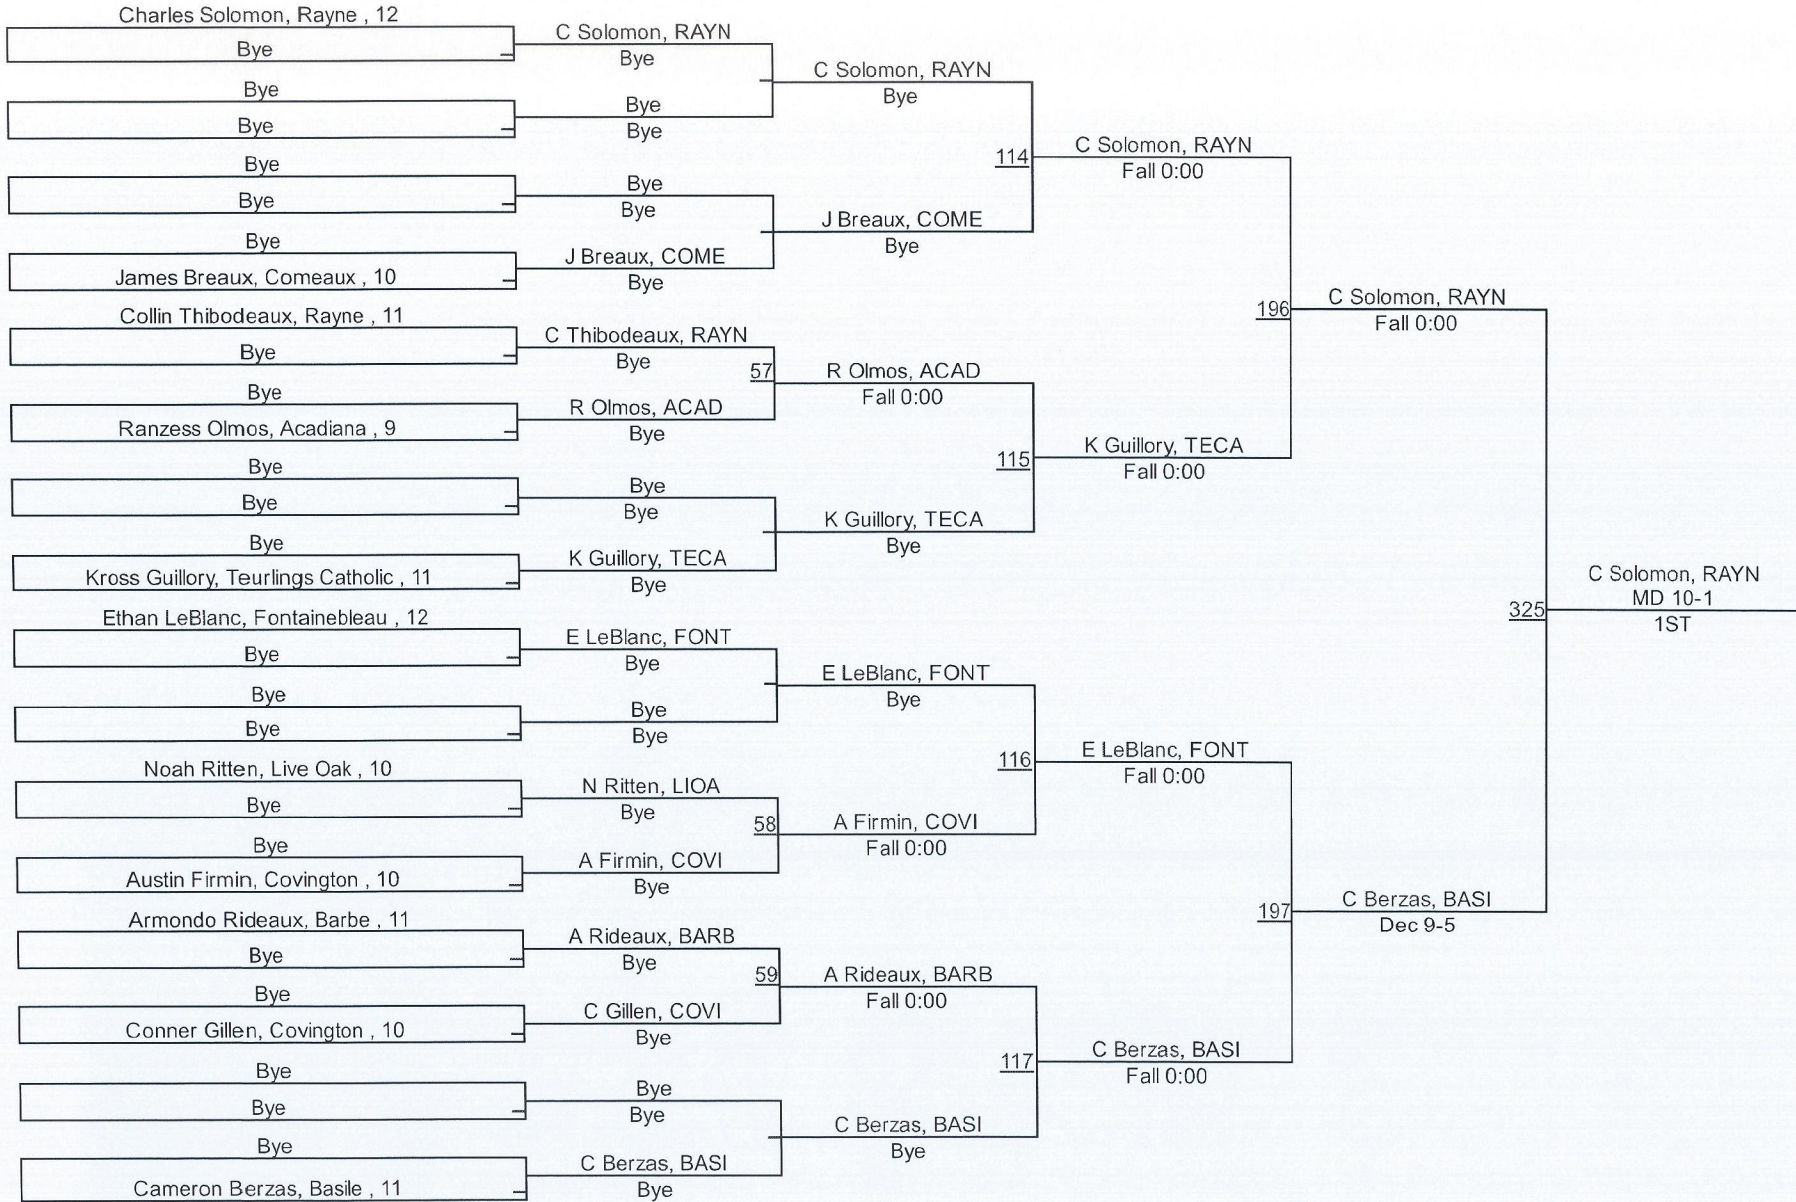 Charles Solomon, Rayne , 12
Bye
Bye
Bye
Bye
Bye
Bye
James Breaux, Comeaux , 10
Collin Thibodeaux, Rayne , 11
Bye
Bye
Ranzess Olmos, Acadiana , 9
Bye
Bye
Bye
Kross Guillory, Teurlings Catholic , 11
Ethan LeBlanc, Fontainebleau , 12
Bye
Bye
Bye
Noah Ritten, Live Oak , 10
Bye
Bye
Austin Firmin, Covington , 10
Armondo Rideaux, Barbe , 11
Bye
Bye
Conner Gillen, Covington , 10
Bye
Bye
Bye
Cameron Berzas, Basile , 11
C Solomon, RAYN
Bye
Bye
Bye
Bye
Bye
J Breaux, COME
Bye
C Thibodeaux, RAYN
Bye
57
R Olmos, ACAD
Bye
Bye
Bye
K Guillory, TECA
Bye
E LeBlanc, FONT
Bye
Bye
Bye
N Ritten, LIOA
Bye
58
A Firmin, COVI
Bye
A Rideaux, BARB
Bye
59
C Gillen, COVI
Bye
Bye
Bye
C Berzas, BASI
Bye
C Solomon, RAYN
Bye
114
J Breaux, COME
Bye
R Olmos, ACAD
Fall 0:00
115
K Guillory, TECA
Bye
E LeBlanc, FONT
Bye
116
A Firmin, COVI
Fall 0:00
A Rideaux, BARB
Fall 0:00
117
C Berzas, BASI
Bye
C Solomon, RAYN
Fall 0:00
196
K Guillory, TECA
Fall 0:00
E LeBlanc, FONT
Fall 0:00
197
C Berzas, BASI
Fall 0:00
C Solomon, RAYN
Fall 0:00
325
C Berzas, BASI
Dec 9-5
C Solomon, RAYN
MD 10-1
1ST